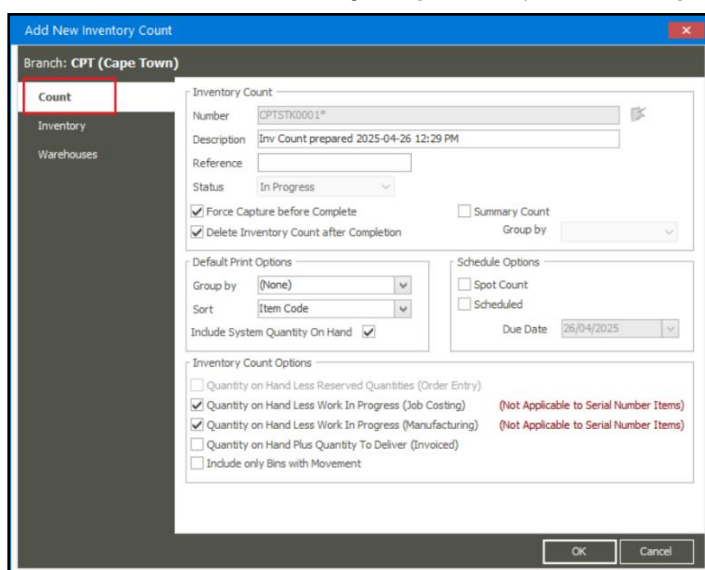 Add New Inventory Count
Branch: CPT (Cape Town)
Count
Inventory
Warehouses
Inventory Count
Number CPTSTK0001*
Description Inv Count prepared 2025-04-26 12:29 PM
Reference
Status In Progress
Force Capture before Complete Summary Count
Delete Inventory Count after Completion Group by
Default Print Options Schedule Options
Group by (None) Spot Count
Sort Item Code Scheduled
Include System Quantity On Hand Due Date 26/04/2025
Inventory Count Options
Quantity on Hand Less Reserved Quantities (Order Entry)
Quantity on Hand Less Work In Progress (Job Costing) (Not Applicable to Serial Number Items)
Quantity on Hand Less Work In Progress (Manufacturing) (Not Applicable to Serial Number Items)
Quantity on Hand Plus Quantity To Deliver (Invoiced)
Include only Bins with Movement
OK Cancel